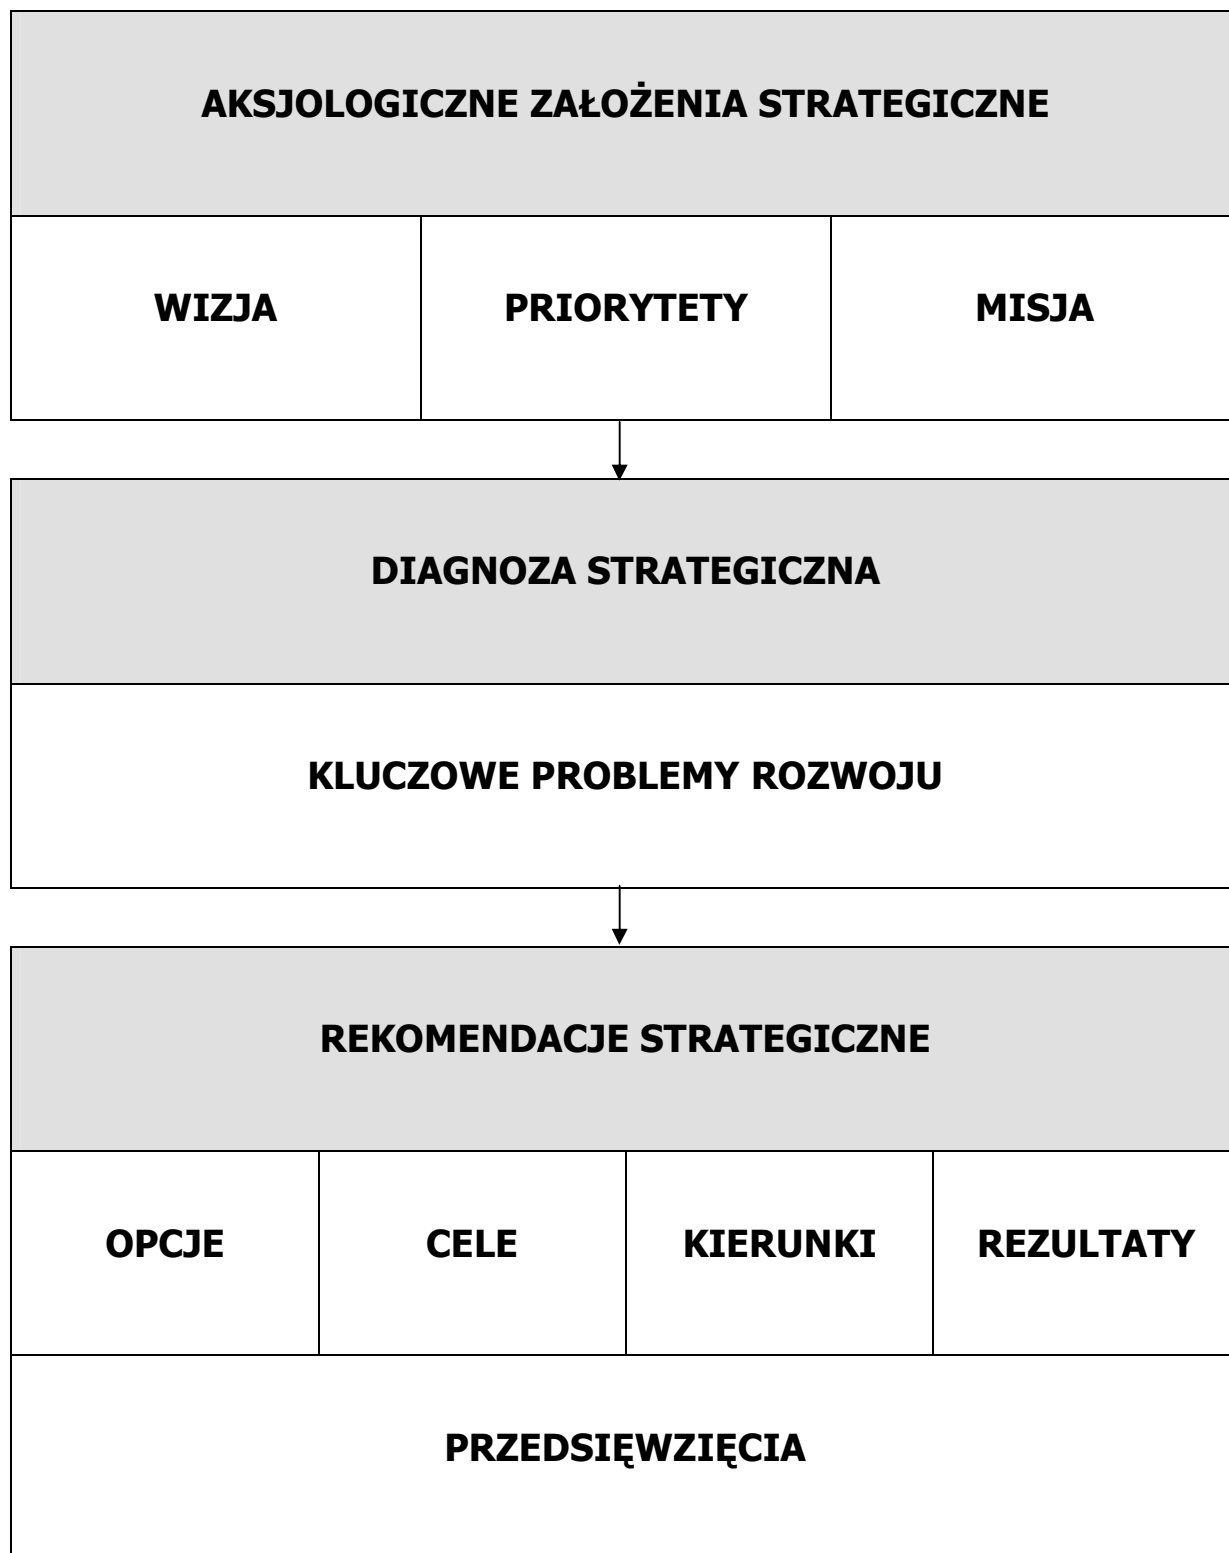 AKSJOLOGICZNE ZAŁOŻENIA STRATEGICZNE
WIZJA
PRIORYTETY
MISJA
DIAGNOZA STRATEGICZNA
KLUCZOWE PROBLEMY ROZWOJU
REKOMENDACJE STRATEGICZNE
OPCJE
CELE
KIERUNKI
REZULTATY
PRZEDSIĘWZIĘCIA